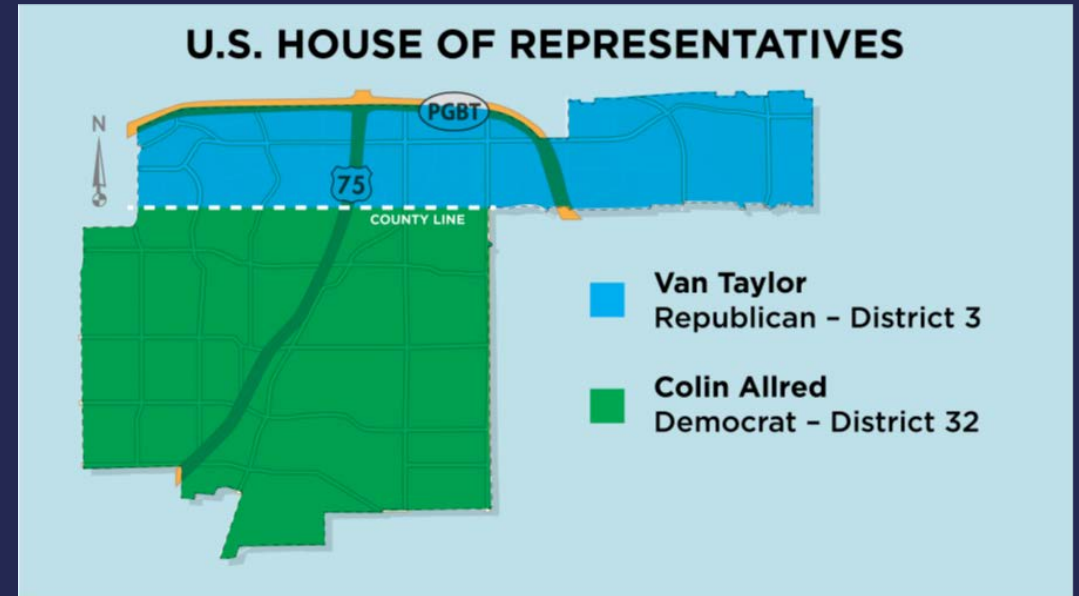 U.S. HOUSE OF REPRESENTATIVES
N
PGBT
75
COUNTY LINE
Van Taylor
Republican – District 3
Colin Allred
Democrat – District 32